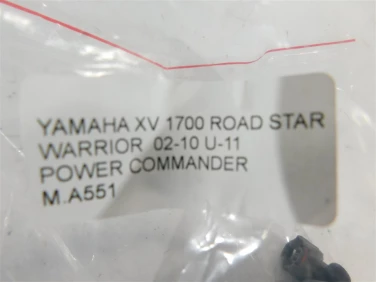 YAMAHA XV 1700 ROAD STAR
WARRIOR 02-10 U-11
POWER COMMANDER
M.A551